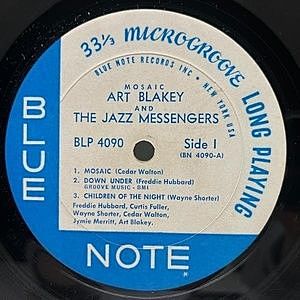 33⅓ MICROGROOVE LONG PLAYING
BLUE NOTE RECORDS INC • NEW YORK USA
MOSAIC
ART BLAKEY
AND
THE JAZZ MESSENGERS
BLP 4090 Side 1
(BN 4090-A)
1. MOSAIC (Cedar Walton)
2. DOWN UNDER (Freddie Hubbard)
GROOVE MUSIC - BMI
3. CHILDREN OF THE NIGHT (Wayne Shorter)
Freddie Hubbard, Curtis Fuller,
Wayne Shorter, Cedar Walton,
Jymie Merritt, Art Blakey.
BLUE
NOTE